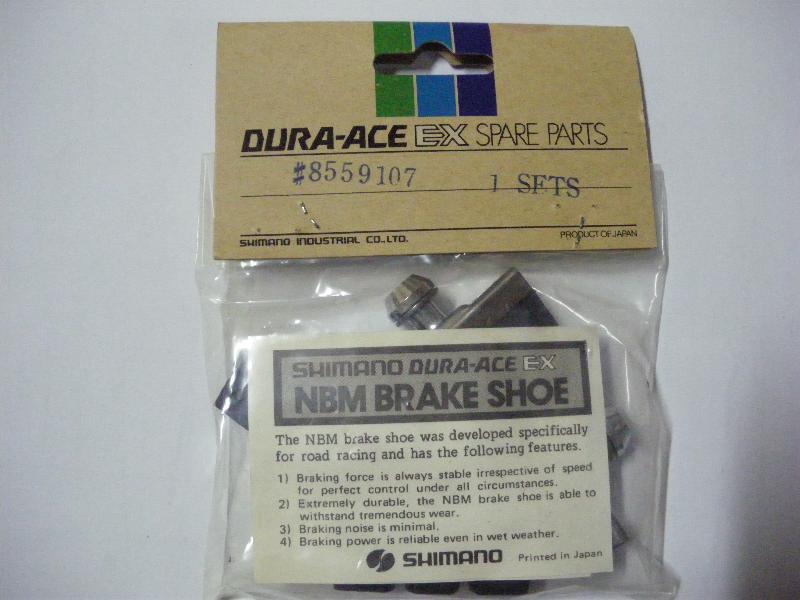 DURA-ACE EX SPARE PARTS
#8559107 1 SETS
SHIMANO INDUSTRIAL CO.,LTD. PRODUCT OF JAPAN
SHIMANO DURA-ACE EX
NBM BRAKE SHOE
The NBM brake shoe was developed specifically
for road racing and has the following features.
1) Braking force is always stable irrespective of speed
for perfect control under all circumstances.
2) Extremely durable, the NBM brake shoe is able to
withstand tremendous wear.
3) Braking noise is minimal.
4) Braking power is reliable even in wet weather.
SHIMANO Printed in Japan